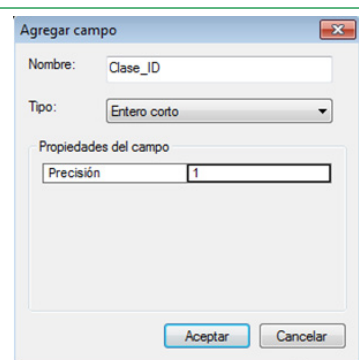 Agregar campo
Nombre: Clase_ID
Tipo: Entero corto
Propiedades del campo
Precisión 1
Aceptar Cancelar